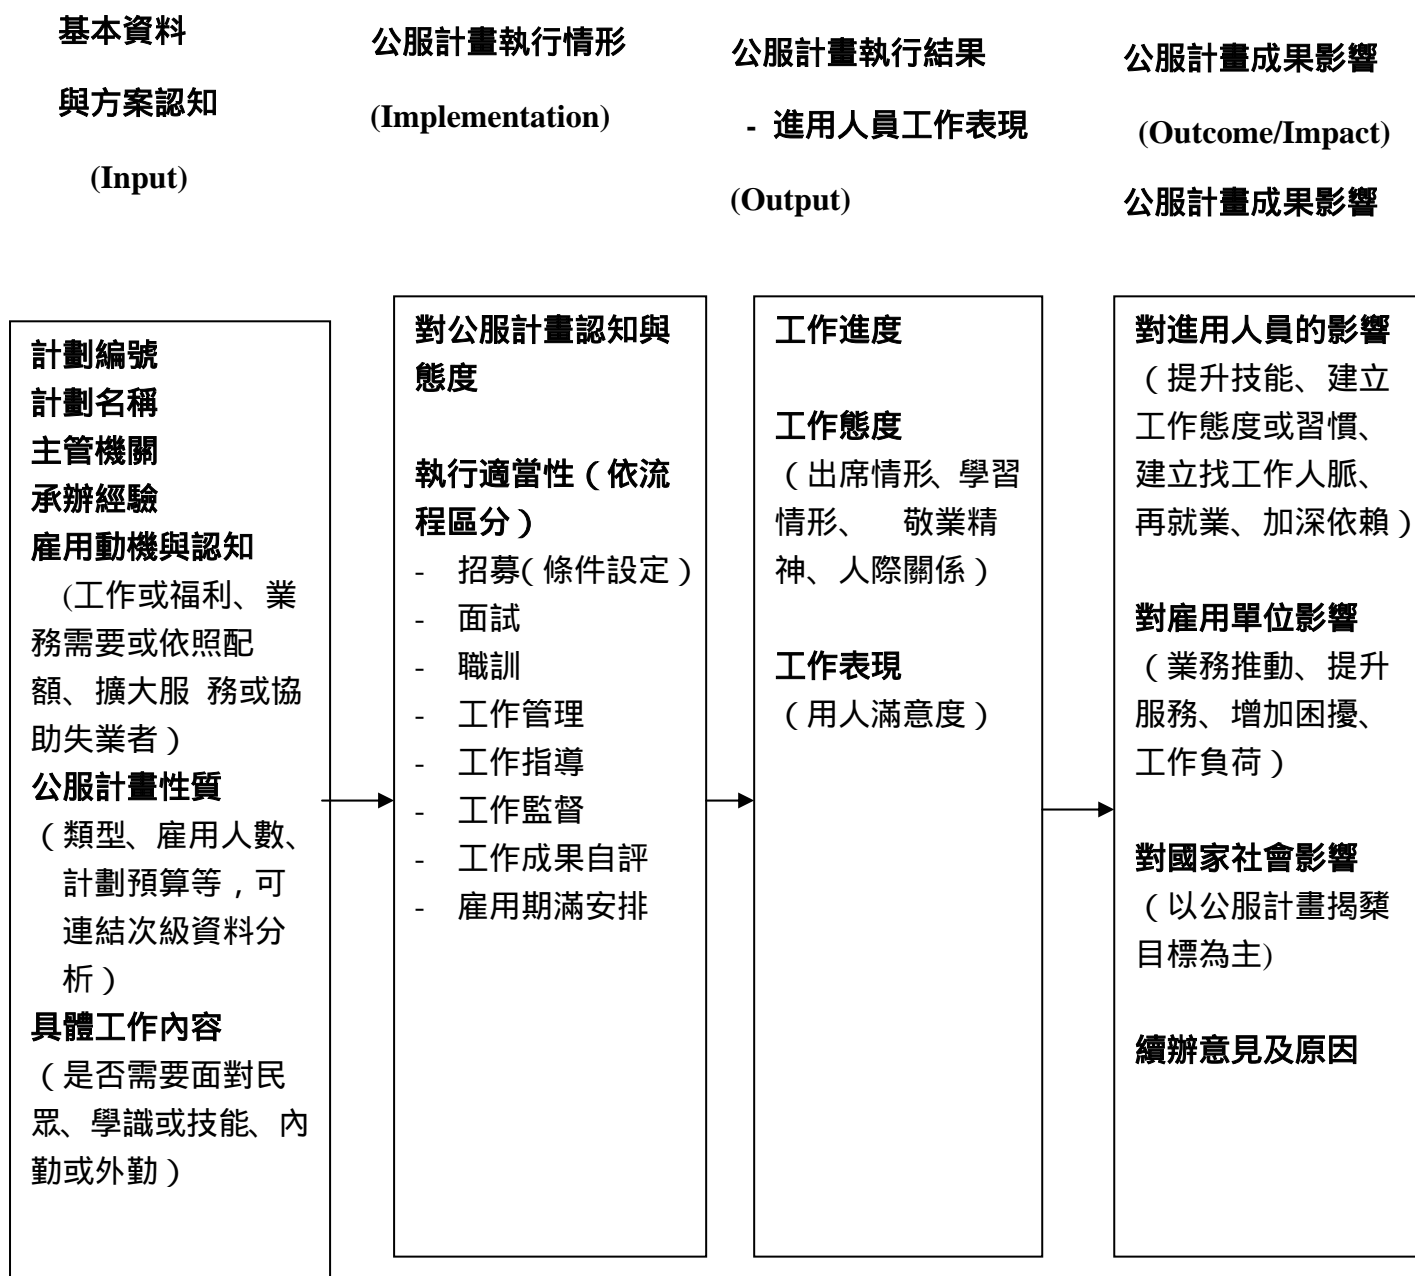 基本資料
與方案認知
(Input)
公服計畫執行情形
(Implementation)
公服計畫執行結果
- 進用人員工作表現
(Output)
公服計畫成果影響
(Outcome/Impact)
公服計畫成果影響
計劃編號
計劃名稱
主管機關
承辦經驗
雇用動機與認知
(工作或福利、業
務需要或依照配
額、擴大服 務或協
助失業者）
公服計畫性質
（類型、雇用人數、
計劃預算等，可
連結次級資料分
析）
具體工作內容
（是否需要面對民
眾、學識或技能、內
勤或外勤）
對公服計畫認知與
態度
執行適當性（依流
程區分）
- 招募（條件設定）
- 面試
- 職訓
- 工作管理
- 工作指導
- 工作監督
- 工作成果自評
- 雇用期滿安排
工作進度
工作態度
（出席情形、學習
情形、 敬業精
神、人際關係）
工作表現
（用人滿意度）
對進用人員的影響
（提升技能、建立
工作態度或習慣、
建立找工作人脈、
再就業、加深依賴）
對雇用單位影響
（業務推動、提升
服務、增加困擾、
工作負荷）
對國家社會影響
（以公服計畫揭櫫
目標為主)
續辦意見及原因